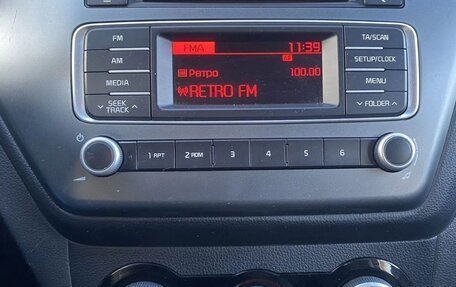 FM
AM
MEDIA
∨ SEEK ∧
TRACK
FMA
11:39
AF
Ретро
100.00
RETRO FM
TA/SCAN
SETUP/CLOCK
MENU
∨ FOLDER ∧
1 RPT
2 RDM
3
4
5
6